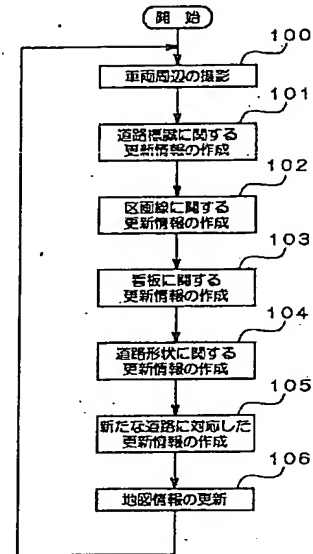 開始
100
車両周辺の撮影
101
道路標識に関する
更新情報の作成
102
区画線に関する
更新情報の作成
103
看板に関する
更新情報の作成
104
道路形状に関する
更新情報の作成
105
新たな道路に対応した
更新情報の作成
106
地図情報の更新